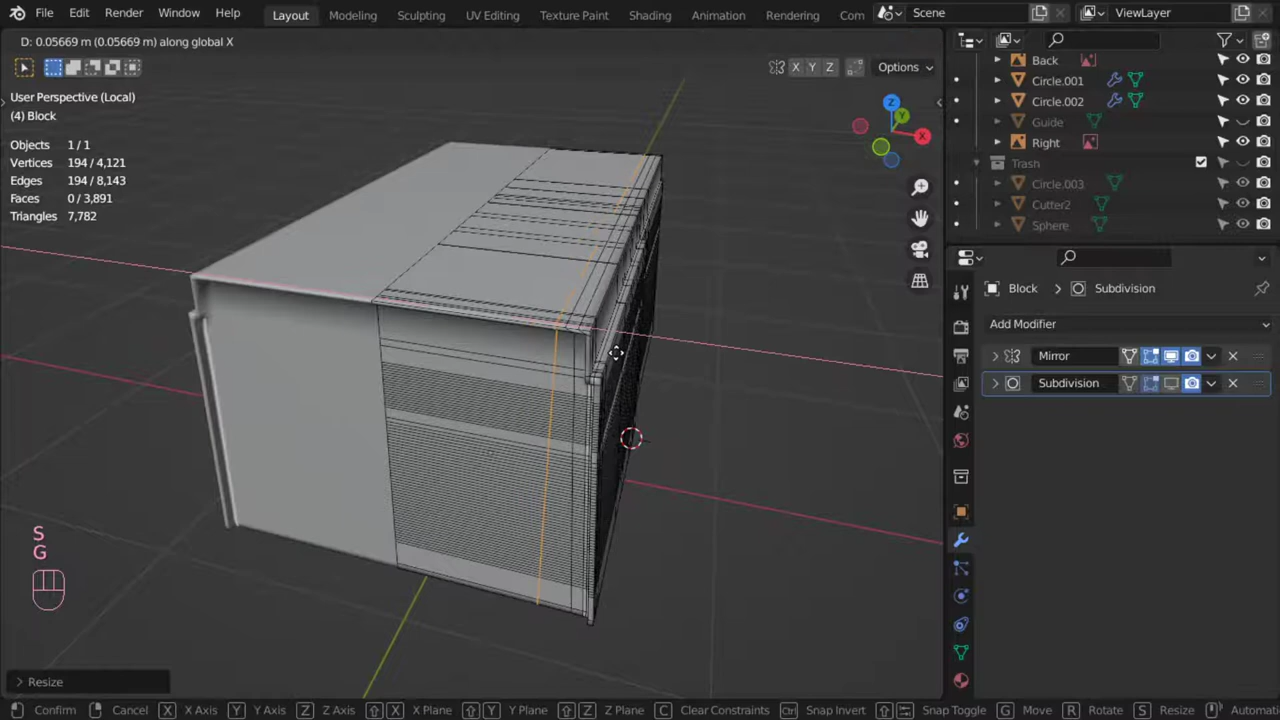 File Edit Render Window Help Layout Modeling Sculpting UV Editing Texture Paint Shading Animation Rendering Com Scene ViewLayer
D: 0.05669 m (0.05669 m) along global X
X Y Z Options
User Perspective (Local)
(4) Block
Objects 1 / 1
Vertices 194 / 4,121
Edges 194 / 8,143
Faces 0 / 3,891
Triangles 7,782
Z
Y
X
S
G
Resize
Back
Circle.001
Circle.002
Guide
Right
Trash
Circle.003
Cutter2
Sphere
Block > Subdivision
Add Modifier
Mirror
Subdivision
Confirm Cancel X X Axis Y Y Axis Z Z Axis X X Plane Y Y Plane Z Z Plane C Clear Constraints Ctrl Snap Invert Snap Toggle G Move R Rotate S Resize Automat